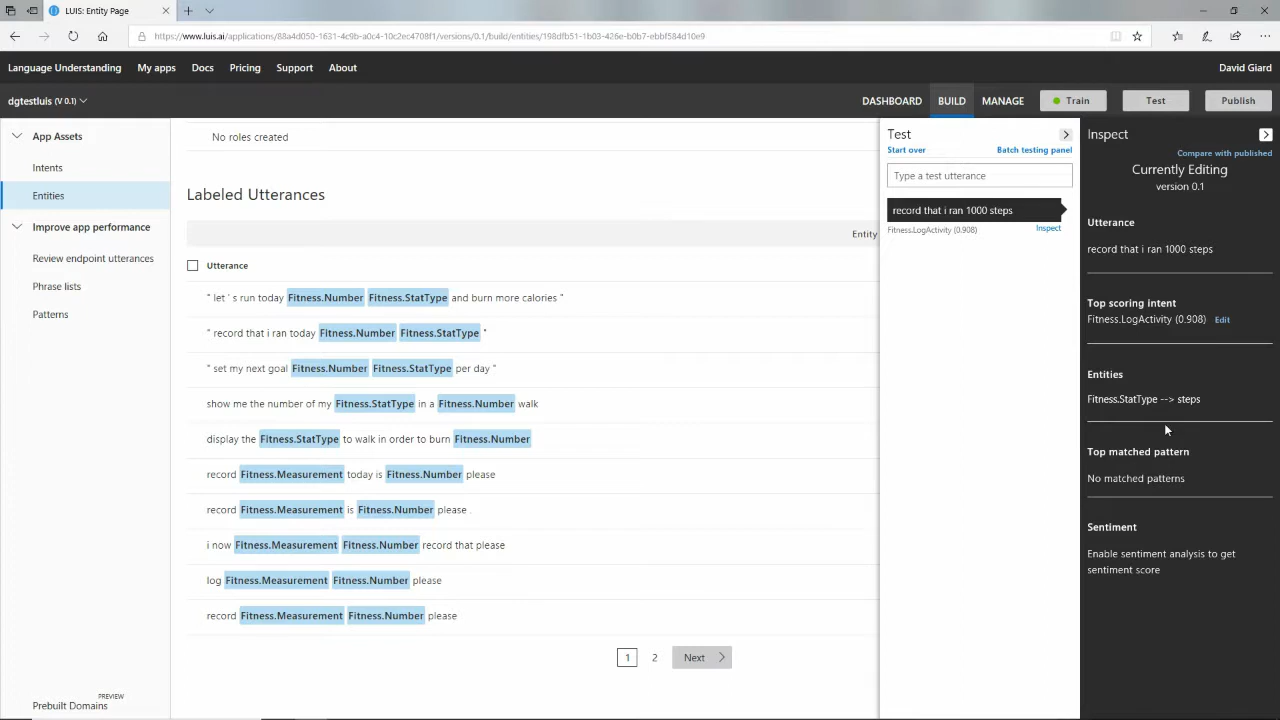 LUIS: Entity Page
https://www.luis.ai/applications/88a4d050-1631-4c9b-a0c4-10c2ec4708f1/versions/0.1/build/entities/198dfb51-1b03-426e-b0b7-ebbf584d10e9
Language Understanding My apps Docs Pricing Support About David Giard
dgtestluis (V 0.1) DASHBOARD BUILD MANAGE Train Test Publish
App Assets
Intents
Entities
Improve app performance
Review endpoint utterances
Phrase lists
Patterns
PREVIEW
Prebuilt Domains
No roles created
Labeled Utterances
Entity
Utterance
" let ' s run today Fitness.Number Fitness.StatType and burn more calories "
" record that i ran today Fitness.Number Fitness.StatType "
" set my next goal Fitness.Number Fitness.StatType per day "
show me the number of my Fitness.StatType in a Fitness.Number walk
display the Fitness.StatType to walk in order to burn Fitness.Number
record Fitness.Measurement today is Fitness.Number please
record Fitness.Measurement is Fitness.Number please .
i now Fitness.Measurement Fitness.Number record that please
log Fitness.Measurement Fitness.Number please
record Fitness.Measurement Fitness.Number please
1 2 Next
Test
Start over Batch testing panel
Type a test utterance
record that i ran 1000 steps
Fitness.LogActivity (0.908) Inspect
Inspect
Compare with published
Currently Editing
version 0.1
Utterance
record that i ran 1000 steps
Top scoring intent
Fitness.LogActivity (0.908) Edit
Entities
Fitness.StatType --> steps
Top matched pattern
No matched patterns
Sentiment
Enable sentiment analysis to get
sentiment score